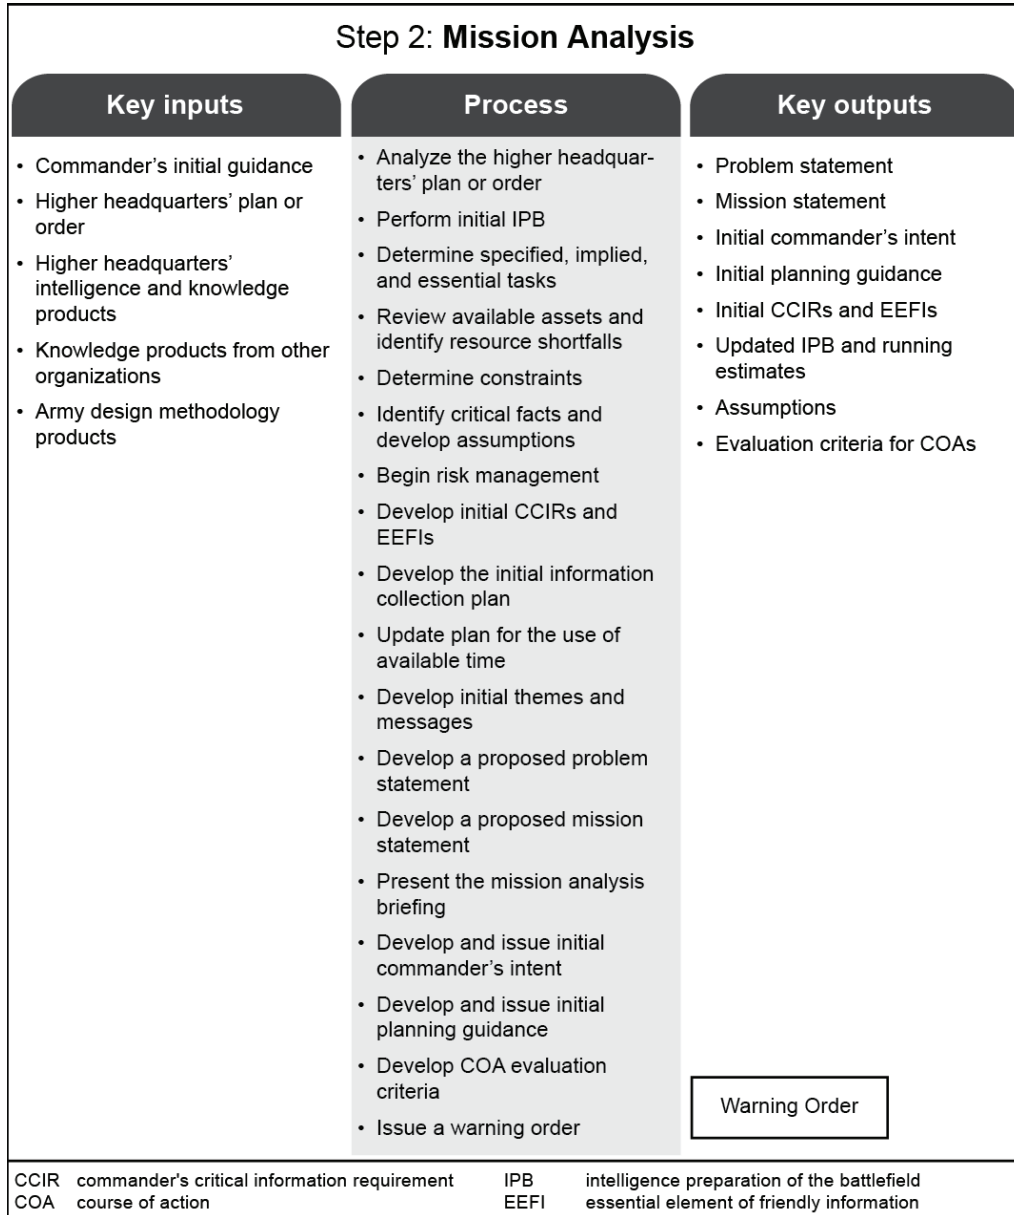 Step 2: Mission Analysis
Key inputs
• Commander’s initial guidance
• Higher headquarters’ plan or
order
• Higher headquarters’
intelligence and knowledge
products
• Knowledge products from other
organizations
• Army design methodology
products
Process
• Analyze the higher headquar-
ters’ plan or order
• Perform initial IPB
• Determine specified, implied,
and essential tasks
• Review available assets and
identify resource shortfalls
• Determine constraints
• Identify critical facts and
develop assumptions
• Begin risk management
• Develop initial CCIRs and
EEFIs
• Develop the initial information
collection plan
• Update plan for the use of
available time
• Develop initial themes and
messages
• Develop a proposed problem
statement
• Develop a proposed mission
statement
• Present the mission analysis
briefing
• Develop and issue initial
commander’s intent
• Develop and issue initial
planning guidance
• Develop COA evaluation
criteria
• Issue a warning order
Key outputs
• Problem statement
• Mission statement
• Initial commander’s intent
• Initial planning guidance
• Initial CCIRs and EEFIs
• Updated IPB and running
estimates
• Assumptions
• Evaluation criteria for COAs
Warning Order
CCIR commander's critical information requirement IPB intelligence preparation of the battlefield
COA course of action EEFI essential element of friendly information